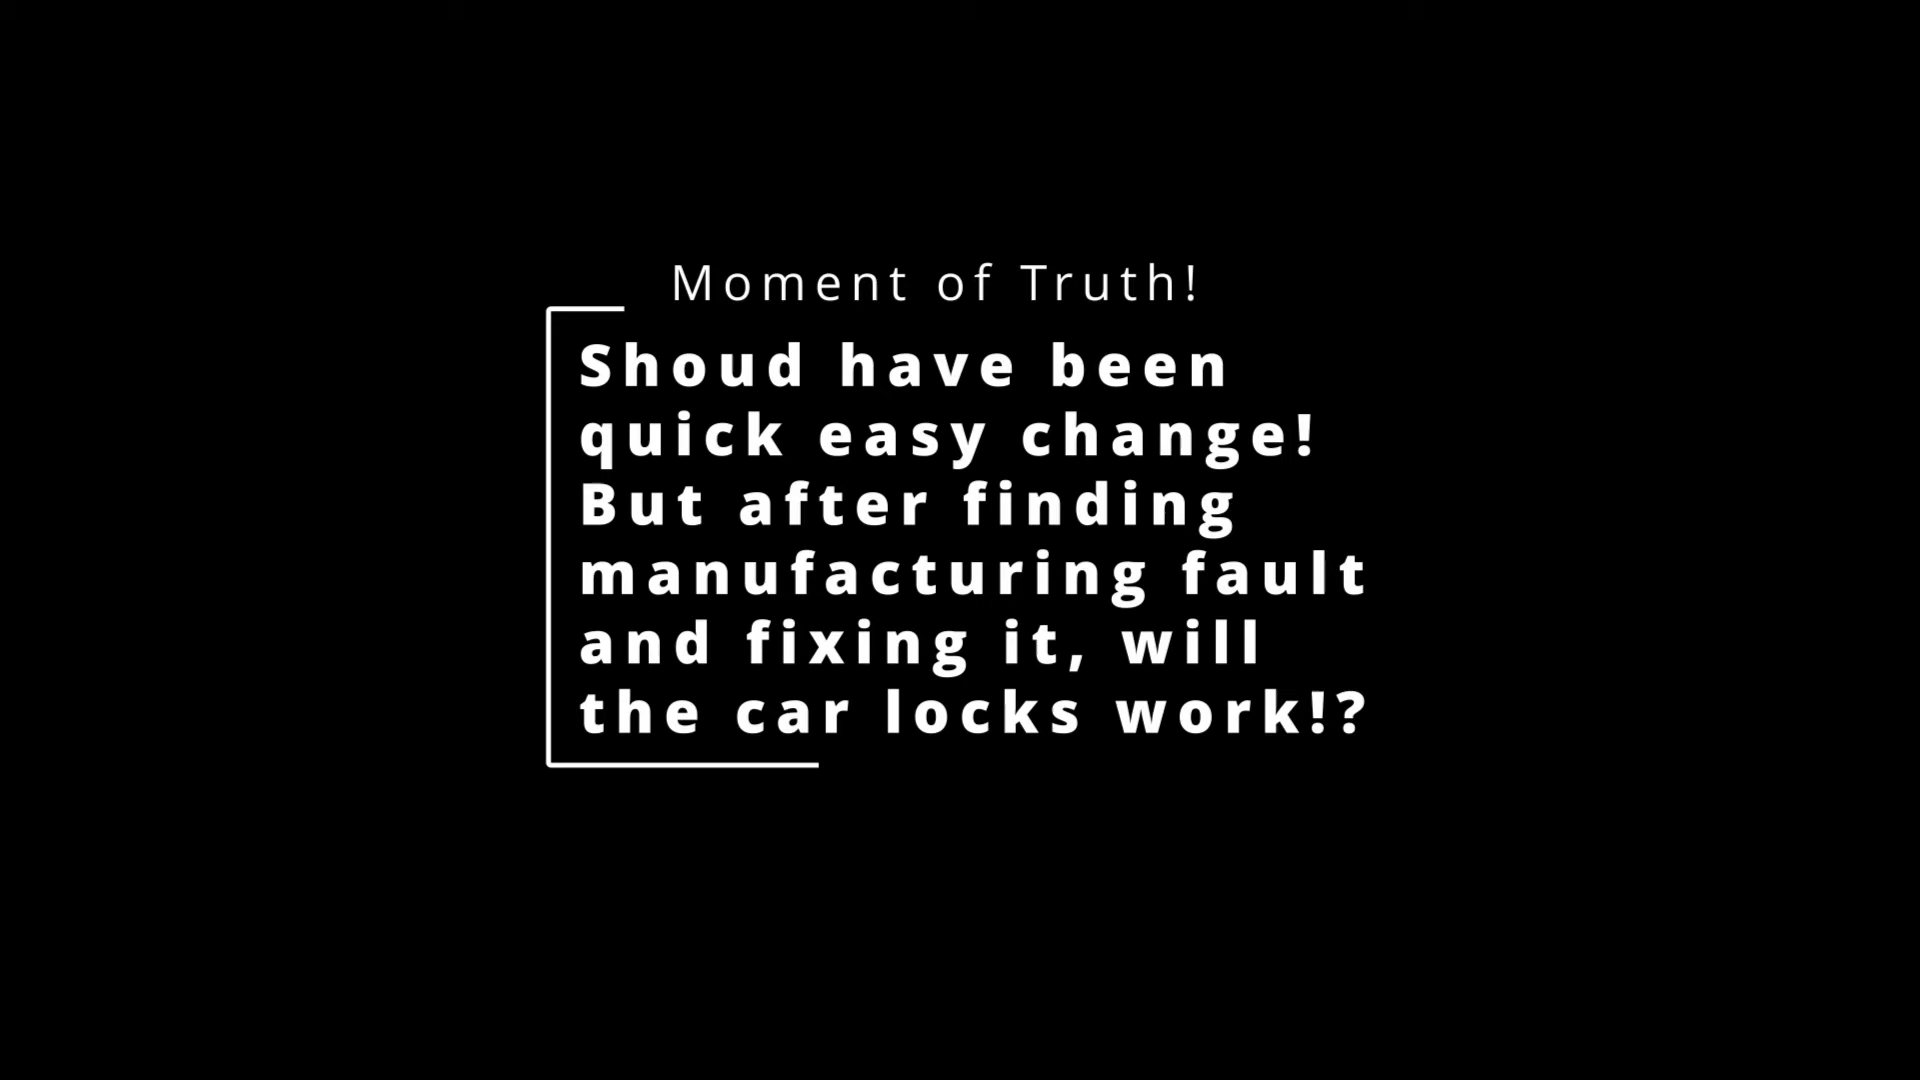 Moment of Truth!
Shoud have been
quick easy change!
But after finding
manufacturing fault
and fixing it, will
the car locks work!?